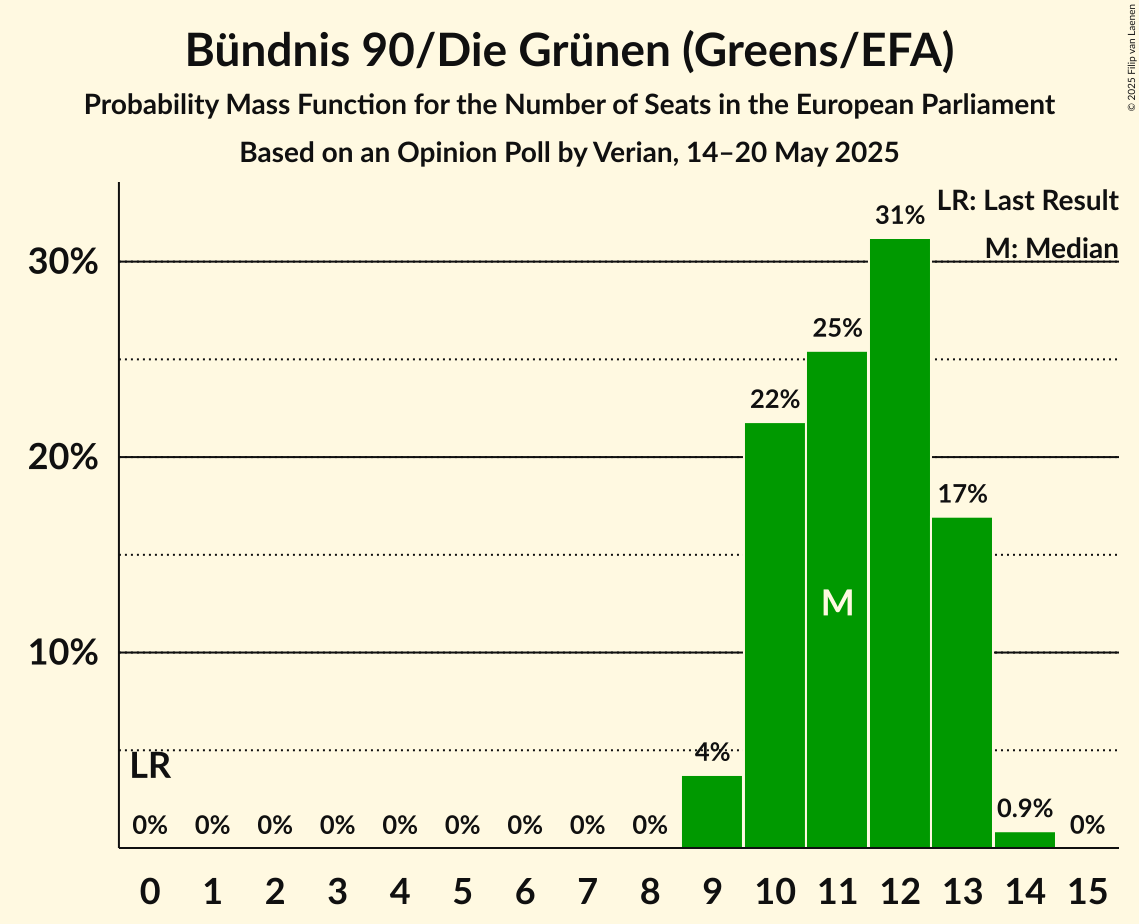 Bündnis 90/Die Grünen (Greens/EFA)
Probability Mass Function for the Number of Seats in the European Parliament
Based on an Opinion Poll by Verian, 14–20 May 2025
© 2025 Filip van Laenen
LR: Last Result
M: Median
30%
20%
10%
31%
25%
22%
17%
M
4%
LR
0.9%
0% 0% 0% 0% 0% 0% 0% 0% 0% 0%
0 1 2 3 4 5 6 7 8 9 10 11 12 13 14 15